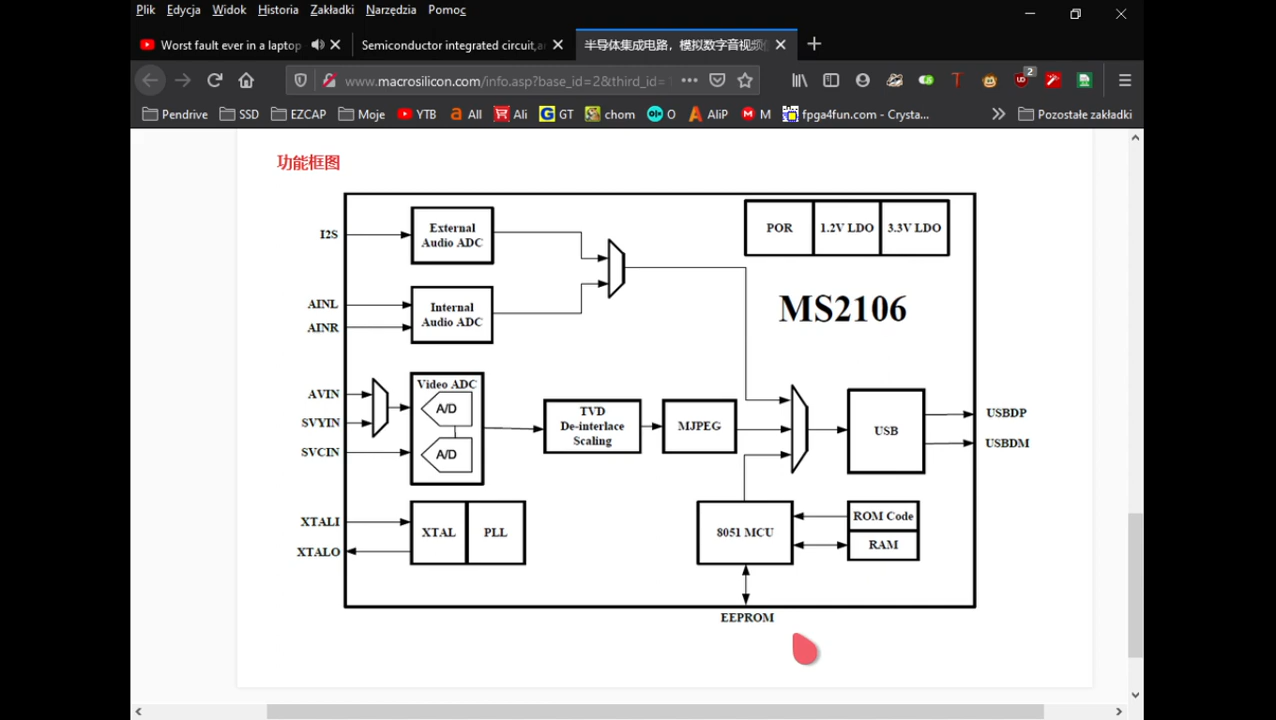 Plik Edycja Widok Historia Zakładki Narzędzia Pomoc
Worst fault ever in a laptop
Semiconductor integrated circuit,
半导体集成电路，模拟数字音视频
www.macrosilicon.com/info.asp?base_id=2&third_id=
2
Pendrive SSD EZCAP Moje YTB All Ali GT chom O AliP M fpga4fun.com - Crysta... Pozostałe zakładki
功能框图
I2S
External
Audio ADC
POR
1.2V LDO
3.3V LDO
AINL
AINR
Internal
Audio ADC
MS2106
AVIN
SVYIN
SVCIN
Video ADC
A/D
A/D
TVD
De-interlace
Scaling
MJPEG
USB
USBDP
USBDM
XTALI
XTALO
XTAL
PLL
8051 MCU
ROM Code
RAM
EEPROM